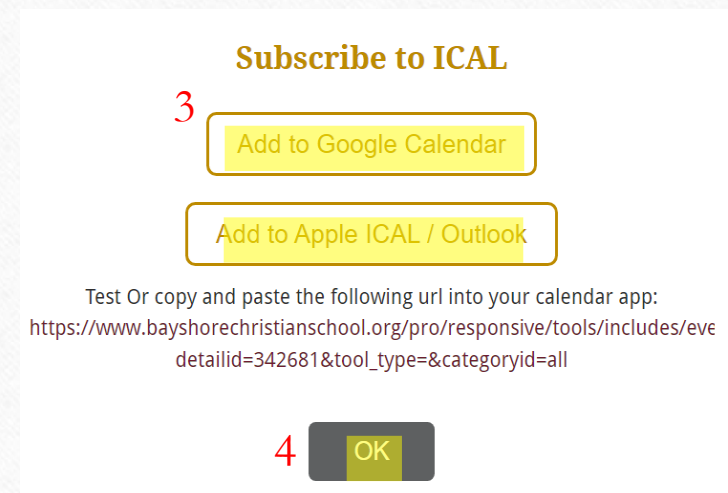 Subscribe to ICAL
3
Add to Google Calendar
Add to Apple ICAL / Outlook
Test Or copy and paste the following url into your calendar app:
https://www.bayshorechristianschool.org/pro/responsive/tools/includes/eve
detailid=342681&tool_type=&categoryid=all
4
OK